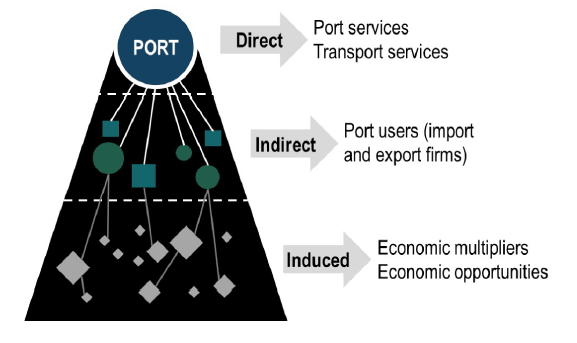 PORT
Direct
Port services
Transport services
Indirect
Port users (import
and export firms)
Induced
Economic multipliers
Economic opportunities